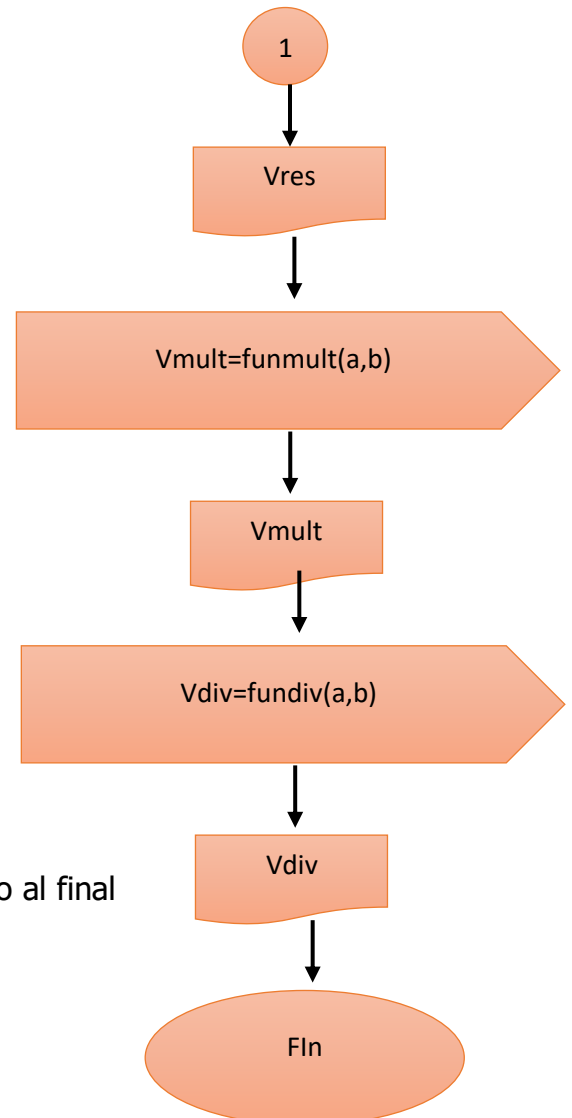 1
Vres
Vmult=funmult(a,b)
Vmult
Vdiv=fundiv(a,b)
Vdiv
o al final
FIn